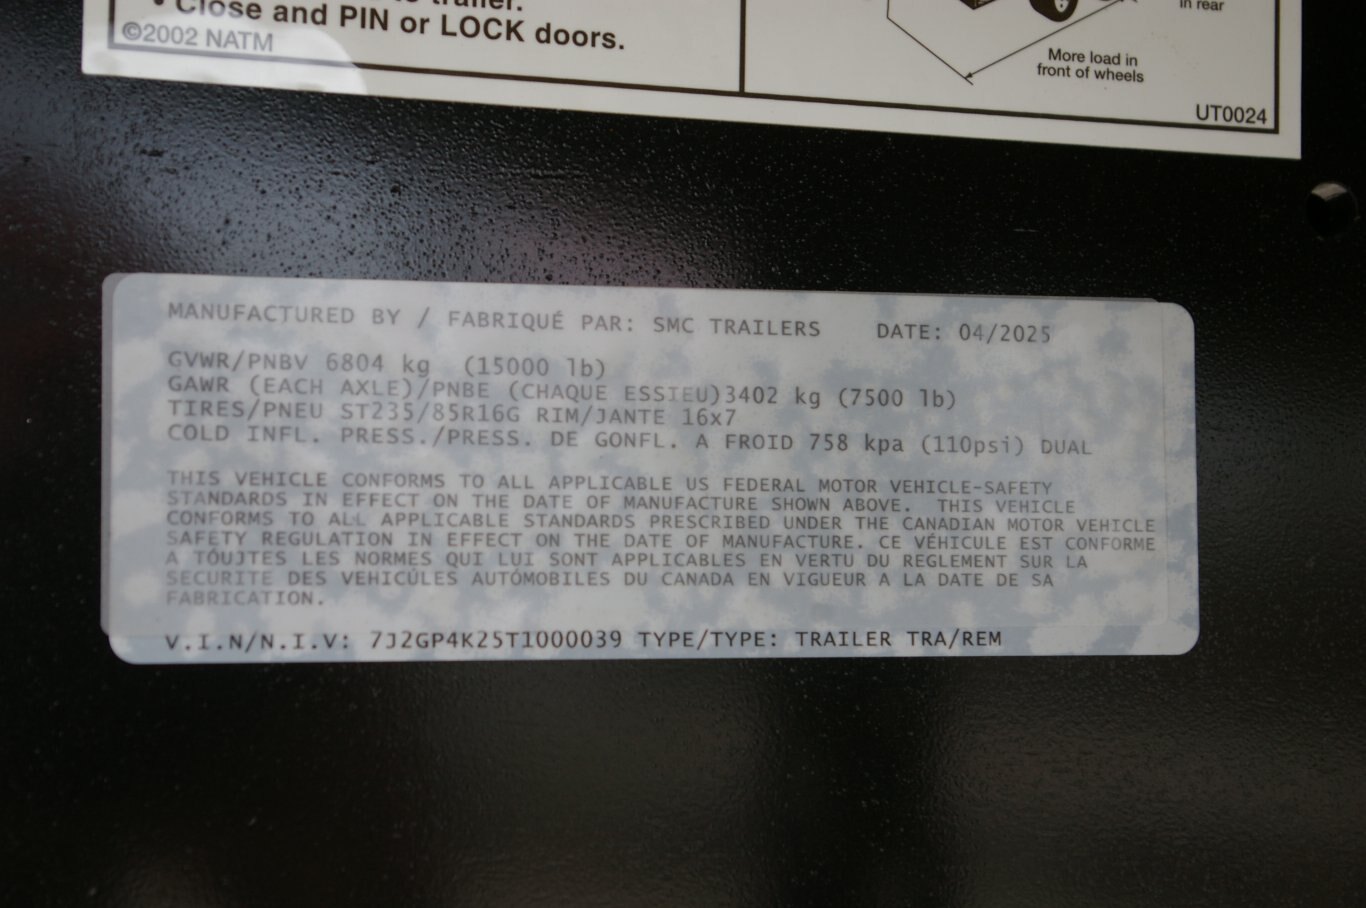 trailer.
• Close and PIN or LOCK doors.
©2002 NATM
in rear
More load in
front of wheels
UT0024
MANUFACTURED BY / FABRIQUÉ PAR: SMC TRAILERS DATE: 04/2025
GVWR/PNBV 6804 kg (15000 lb)
GAWR (EACH AXLE)/PNBE (CHAQUE ESSIEU)3402 kg (7500 lb)
TIRES/PNEU ST235/85R16G RIM/JANTE 16x7
COLD INFL. PRESS./PRESS. DE GONFL. A FROID 758 kpa (110psi) DUAL
THIS VEHICLE CONFORMS TO ALL APPLICABLE US FEDERAL MOTOR VEHICLE-SAFETY
STANDARDS IN EFFECT ON THE DATE OF MANUFACTURE SHOWN ABOVE. THIS VEHICLE
CONFORMS TO ALL APPLICABLE STANDARDS PRESCRIBED UNDER THE CANADIAN MOTOR VEHICLE
SAFETY REGULATION IN EFFECT ON THE DATE OF MANUFACTURE. CE VÉHICULE EST CONFORME
A TÓUJTES LES NORMES QUI LUI SONT APPLICABLES EN VERTU DU REGLEMENT SUR LA
SECURITE DES VEHICÚLES AUTÓMOBILES DU CANADA EN VIGUEUR A LA DATE DE SA
FABRICATION.
V.I.N/N.I.V: 7J2GP4K25T1000039 TYPE/TYPE: TRAILER TRA/REM